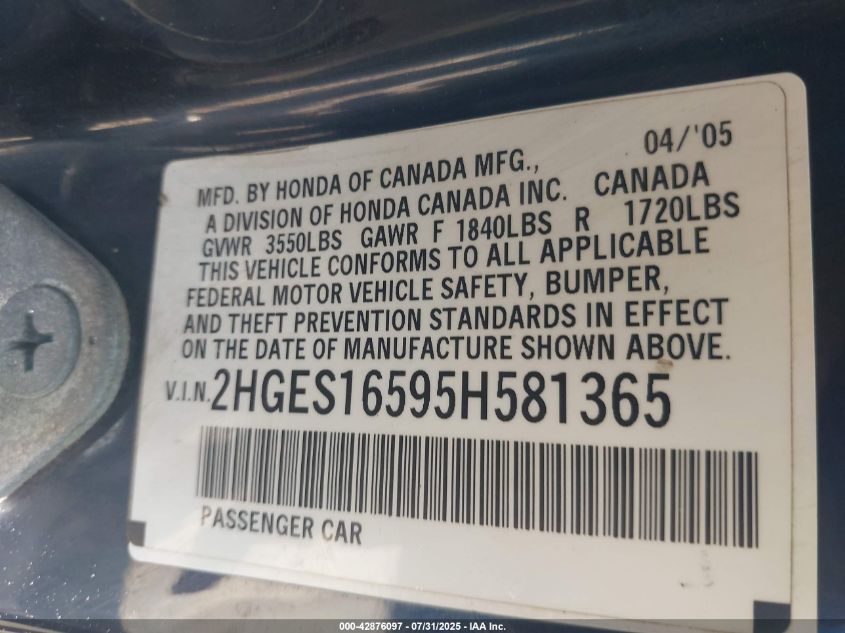 04/'05
MFD. BY HONDA OF CANADA MFG.,
A DIVISION OF HONDA CANADA INC. CANADA
GVWR 3550LBS GAWR F 1840LBS R 1720LBS
THIS VEHICLE CONFORMS TO ALL APPLICABLE
FEDERAL MOTOR VEHICLE SAFETY, BUMPER,
AND THEFT PREVENTION STANDARDS IN EFFECT
ON THE DATE OF MANUFACTURE SHOWN ABOVE.
V.I.N. 2HGES16595H581365
PASSENGER CAR
000-42876097 - 07/31/2025 - IAA Inc.